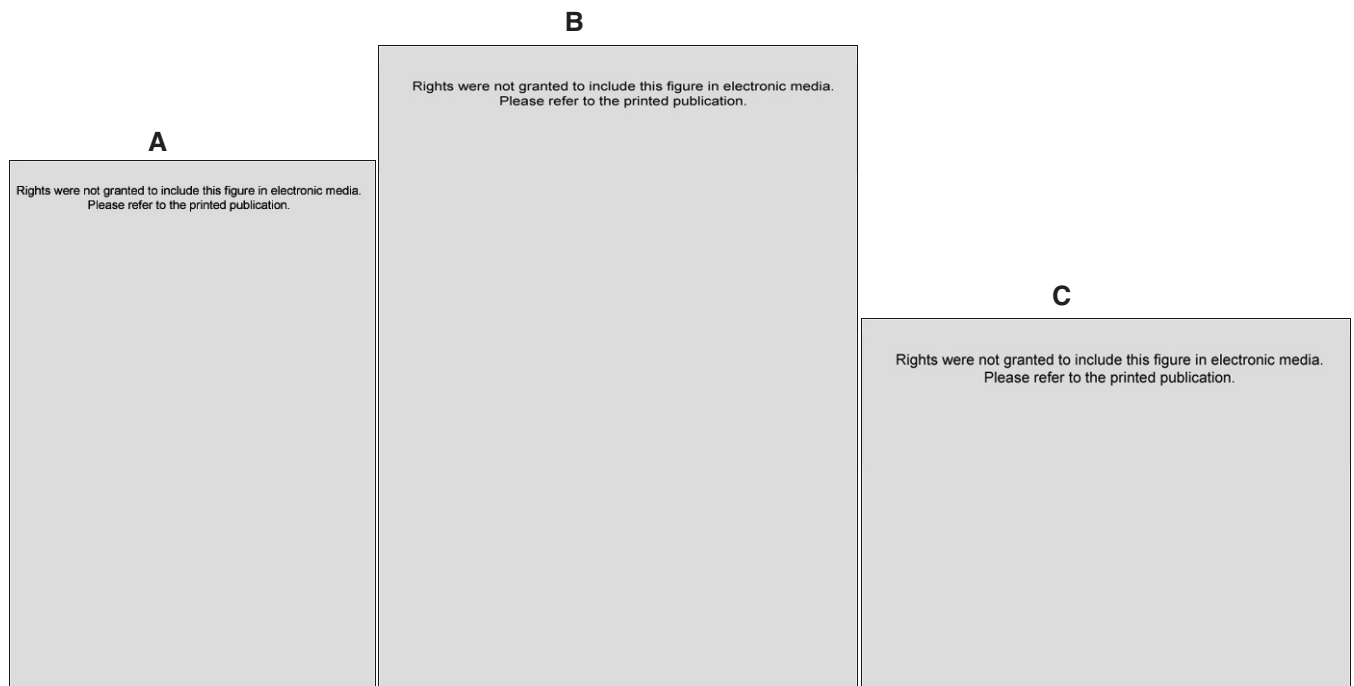 A
Rights were not granted to include this figure in electronic media.
Please refer to the printed publication.
B
Rights were not granted to include this figure in electronic media.
Please refer to the printed publication.
C
Rights were not granted to include this figure in electronic media.
Please refer to the printed publication.